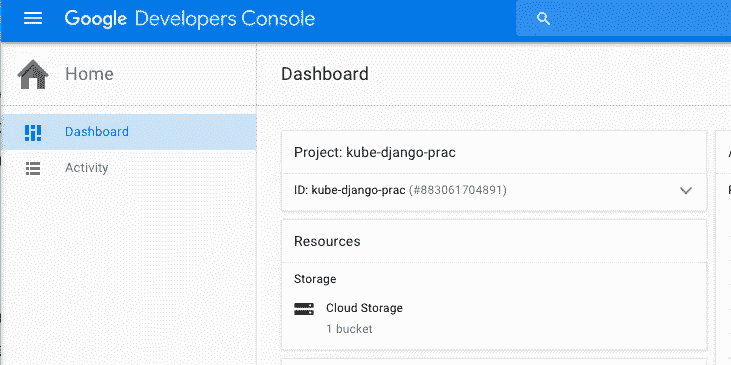 Google Developers Console
Home
Dashboard
Dashboard
Activity
Project: kube-django-prac
ID: kube-django-prac (#883061704891)
Resources
Storage
Cloud Storage
1 bucket